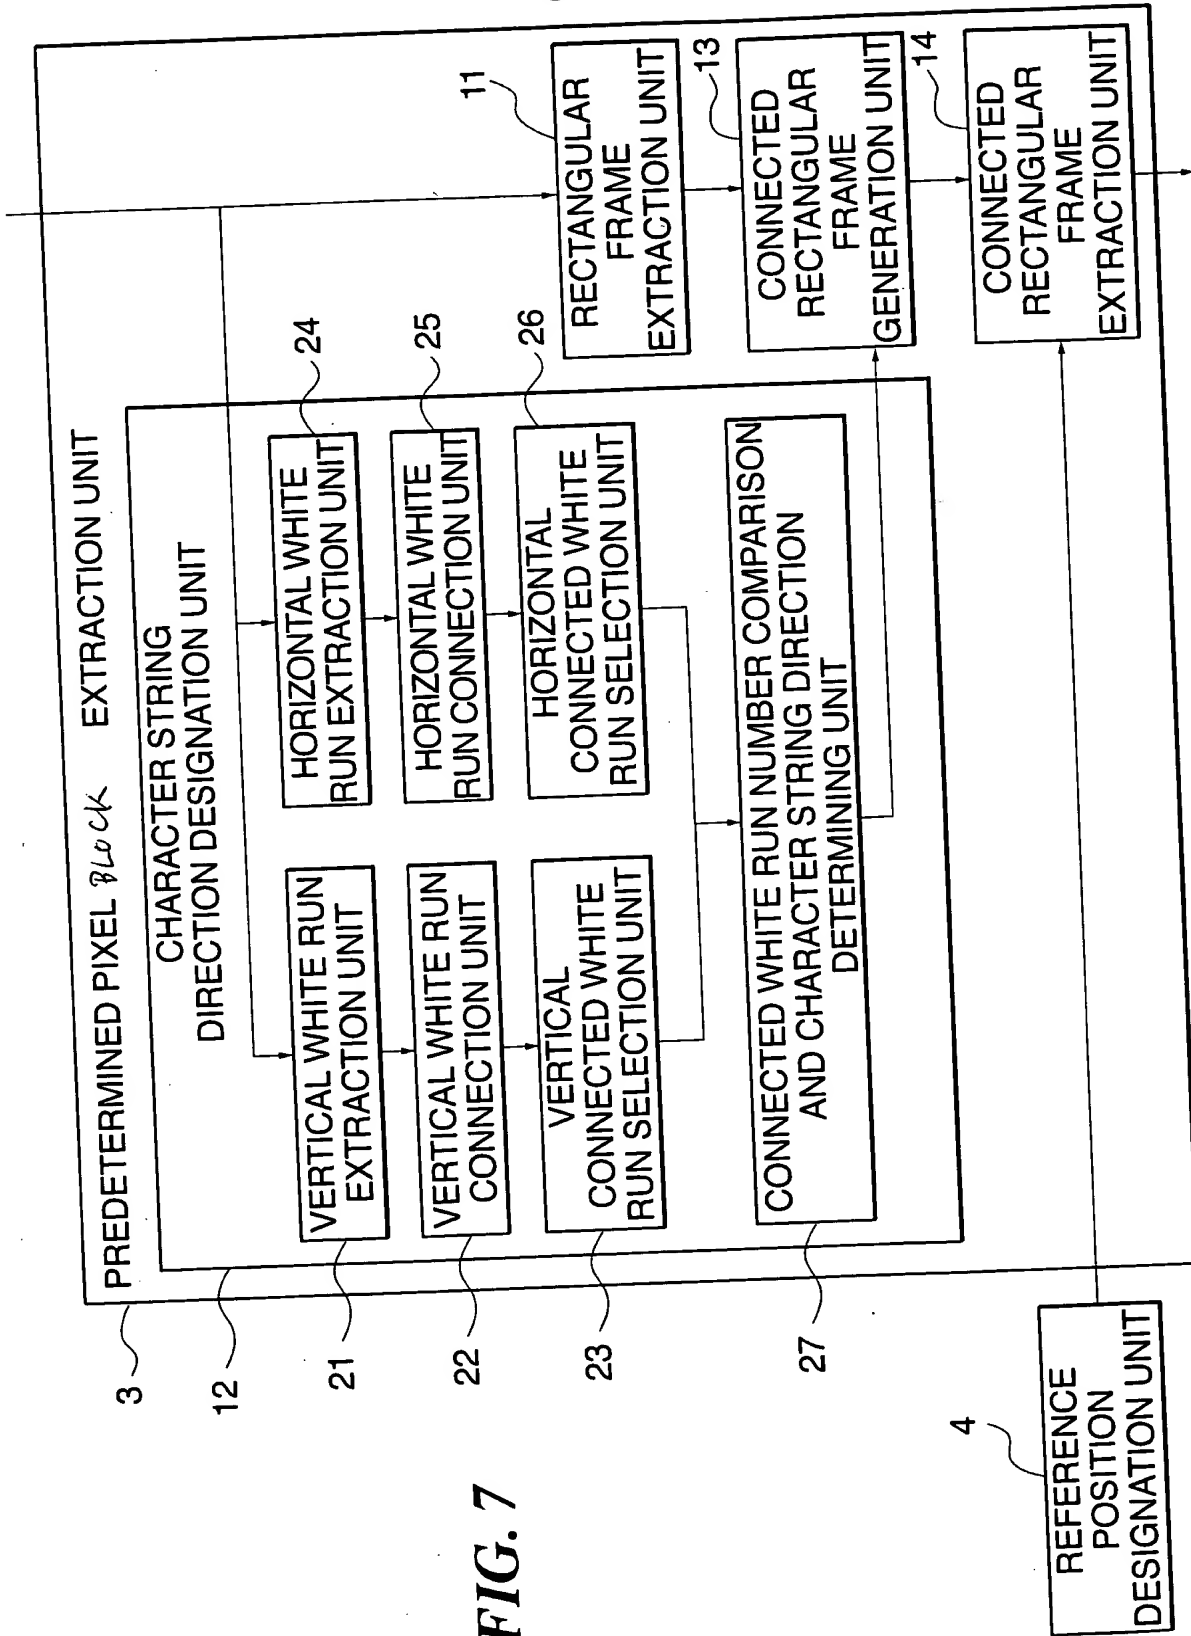 FIG. 7
3
PREDETERMINED PIXEL BLOCK EXTRACTION UNIT
12
CHARACTER STRING
DIRECTION DESIGNATION UNIT
21
VERTICAL WHITE RUN
EXTRACTION UNIT
22
VERTICAL WHITE RUN
CONNECTION UNIT
23
VERTICAL
CONNECTED WHITE
RUN SELECTION UNIT
24
HORIZONTAL WHITE
RUN EXTRACTION UNIT
25
HORIZONTAL WHITE
RUN CONNECTION UNIT
26
HORIZONTAL
CONNECTED WHITE
RUN SELECTION UNIT
27
CONNECTED WHITE RUN NUMBER COMPARISON
AND CHARACTER STRING DIRECTION
DETERMINING UNIT
11
RECTANGULAR
FRAME
EXTRACTION UNIT
13
CONNECTED
RECTANGULAR
FRAME
GENERATION UNIT
14
CONNECTED
RECTANGULAR
FRAME
EXTRACTION UNIT
4
REFERENCE
POSITION
DESIGNATION UNIT